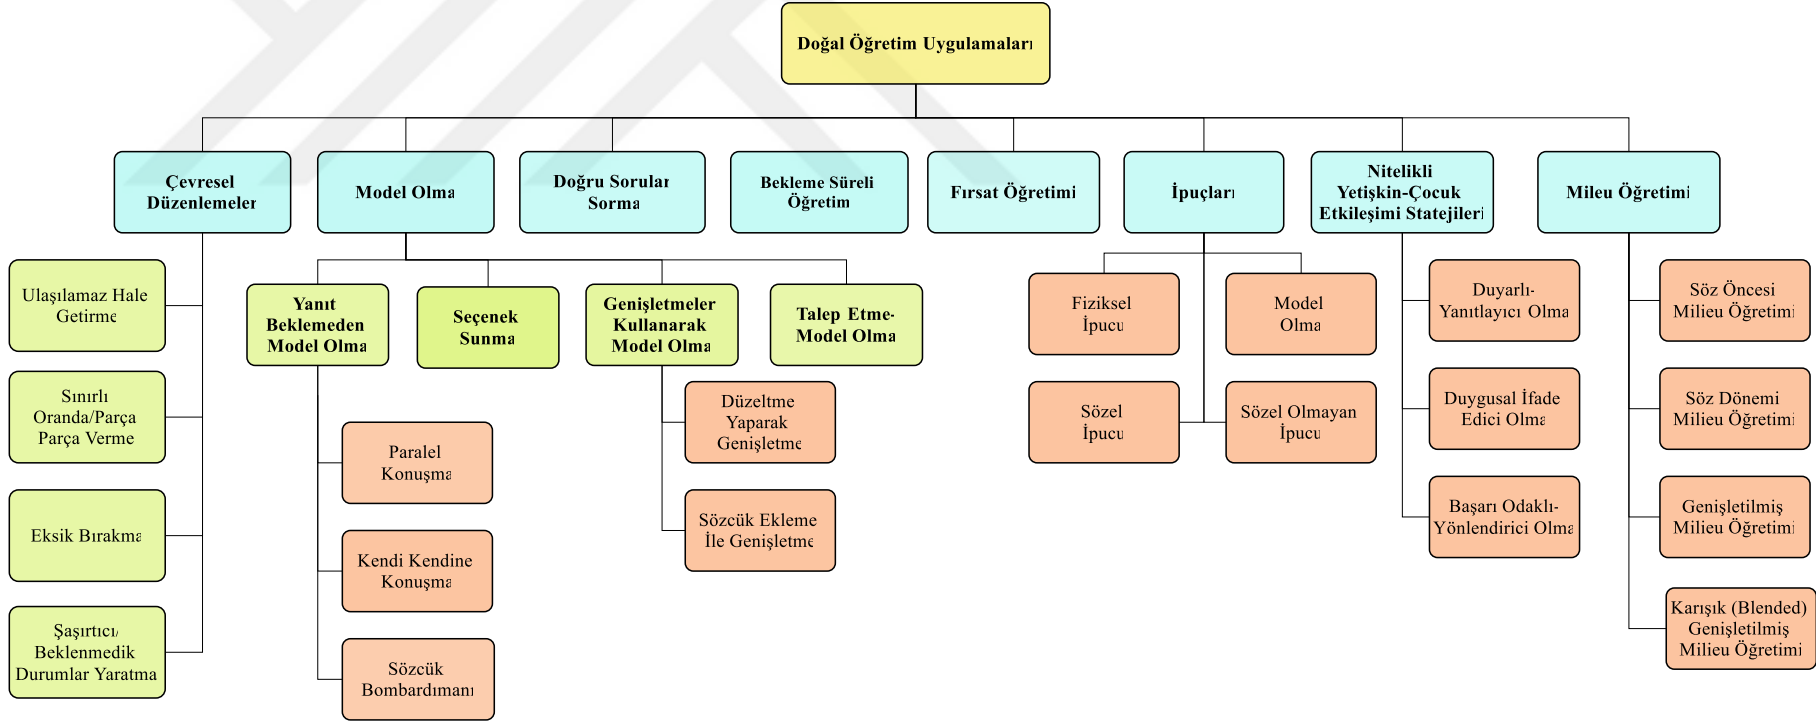 Doğal Öğretim Uygulamaları
Çevresel
Düzenlemeler
Model Olma
Doğru Sorular
Sorma
Bekleme Süreli
Öğretim
Fırsat Öğretimi
İpuçları
Nitelikli
Yetişkin-Çocuk
Etkileşimi Statejileri
Mileu Öğretimi
Ulaşılamaz Hale
Getirme
Sınırlı
Oranda/Parça
Parça Verme
Eksik Bırakma
Şaşırtıcı/
Beklenmedik
Durumlar Yaratma
Yanıt
Beklemeden
Model Olma
Seçenek
Sunma
Genişletmeler
Kullanarak
Model Olma
Talep Etme-
Model Olma
Paralel
Konuşma
Kendi Kendine
Konuşma
Sözcük
Bombardımanı
Düzeltme
Yaparak
Genişletme
Sözcük Ekleme
İle Genişletme
Fiziksel
İpucu
Model
Olma
Sözel
İpucu
Sözel Olmayan
İpucu
Duyarlı-
Yanıtlayıcı Olma
Duygusal İfade
Edici Olma
Başarı Odaklı-
Yönlendirici Olma
Söz Öncesi
Milieu Öğretimi
Söz Dönemi
Milieu Öğretimi
Genişletilmiş
Milieu Öğretimi
Karışık (Blended)
Genişletilmiş
Milieu Öğretimi